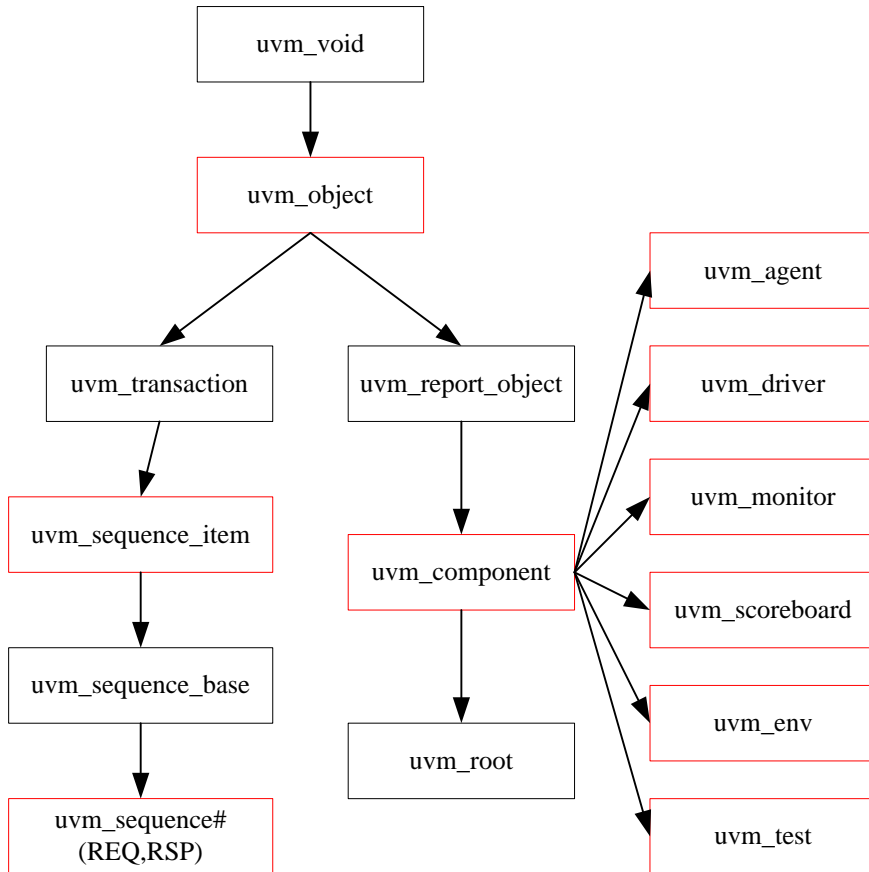 uvm_void
uvm_object
uvm_agent
uvm_transaction
uvm_report_object
uvm_driver
uvm_monitor
uvm_sequence_item
uvm_component
uvm_scoreboard
uvm_sequence_base
uvm_env
uvm_root
uvm_sequence#
(REQ,RSP)
uvm_test